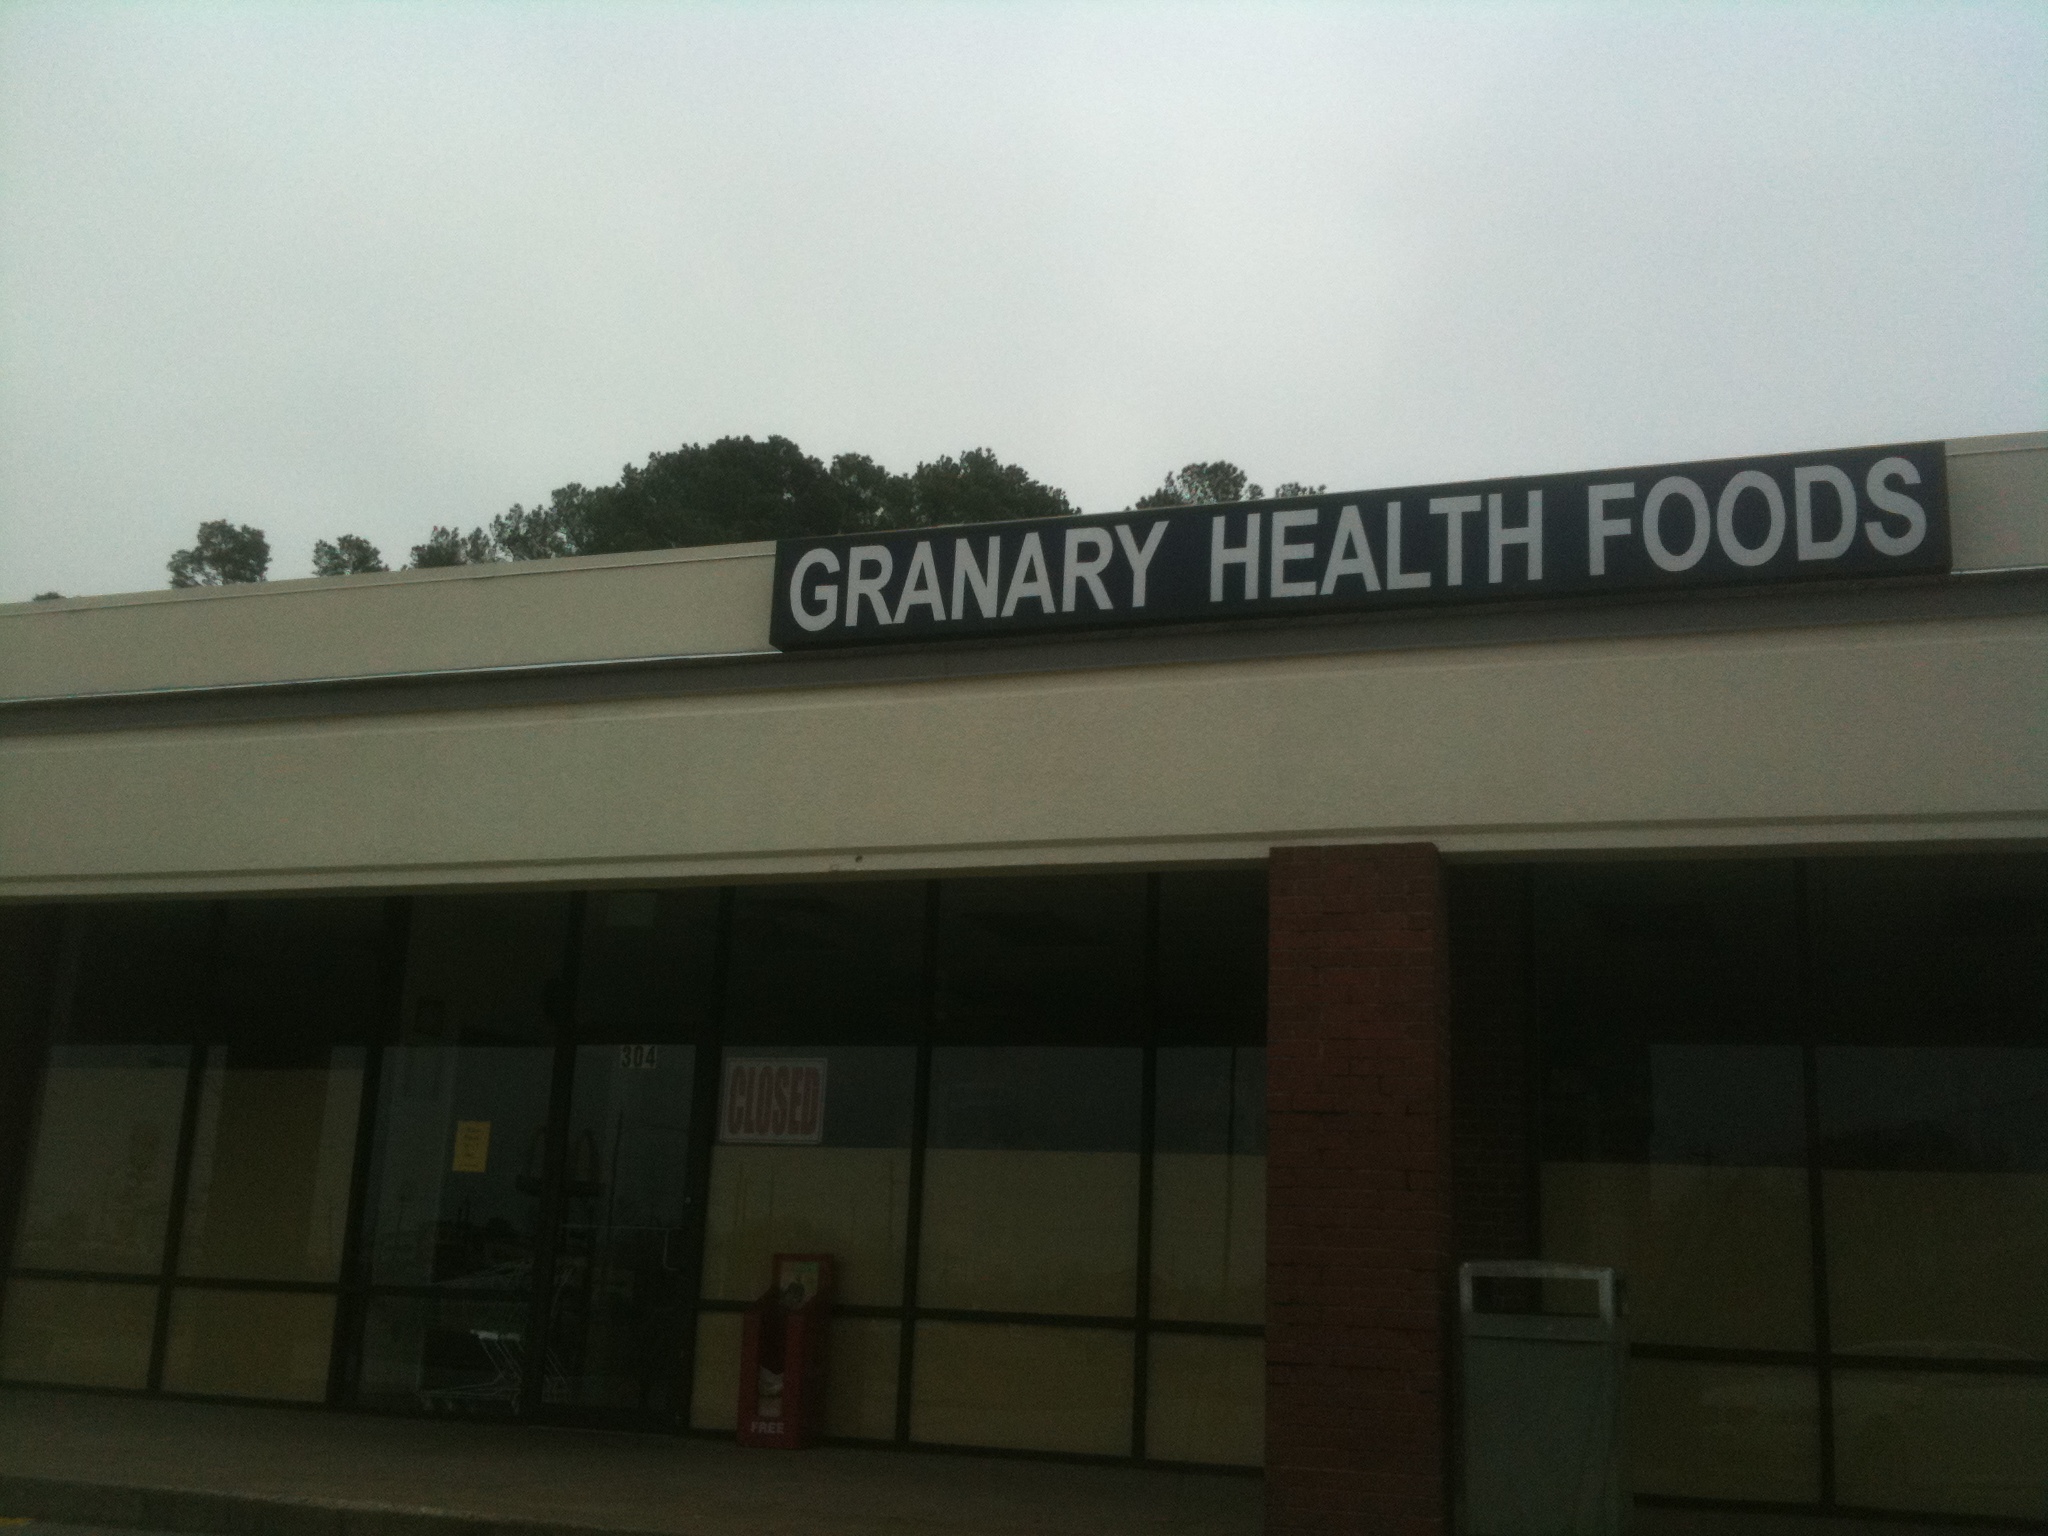 GRANARY HEALTH FOODS
304
CLOSED
FREE